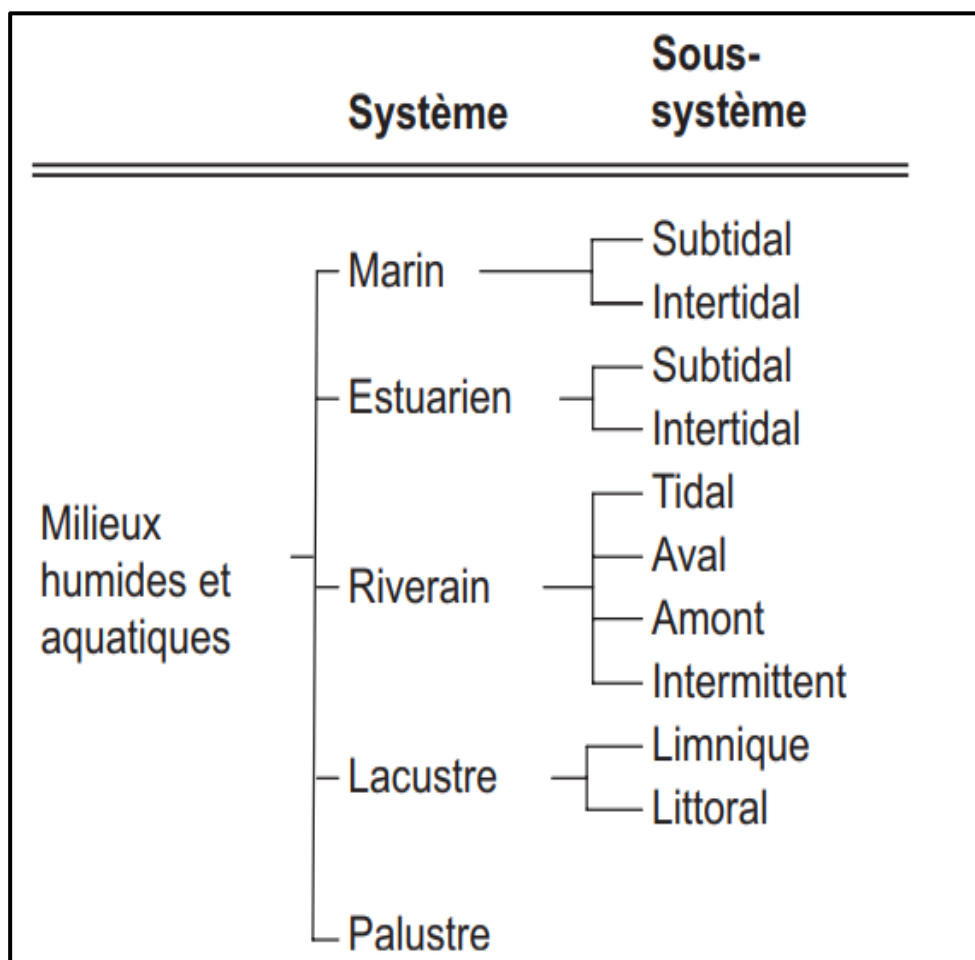 Système
Sous-
système
Marin
Subtidal
Intertidal
Estuarien
Subtidal
Intertidal
Milieux
humides et
aquatiques
Riverain
Tidal
Aval
Amont
Intermittent
Lacustre
Limnique
Littoral
Palustre